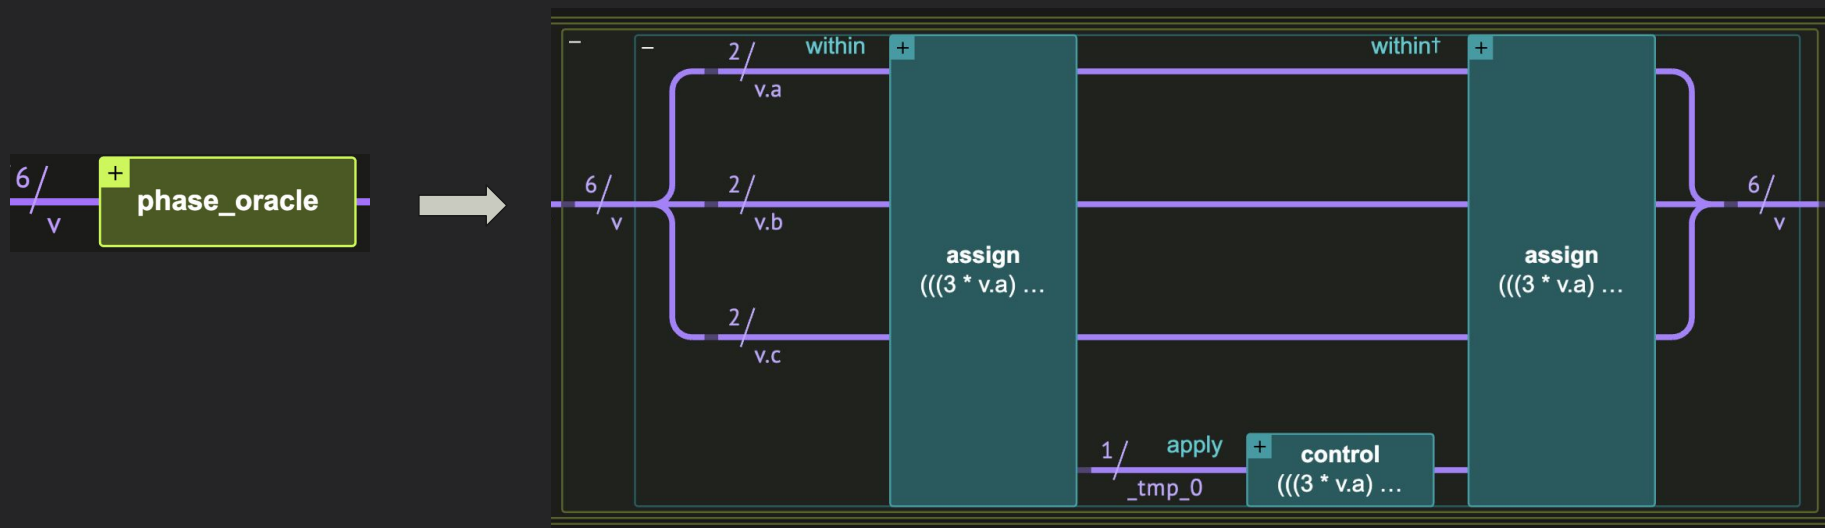 6/
v
+
phase_oracle
−
−
6/
v
2/
v.a
2/
v.b
2/
v.c
within
+
assign
(((3 * v.a) ...
1/
_tmp_0
apply
+
control
(((3 * v.a) ...
within†
+
assign
(((3 * v.a) ...
6/
v